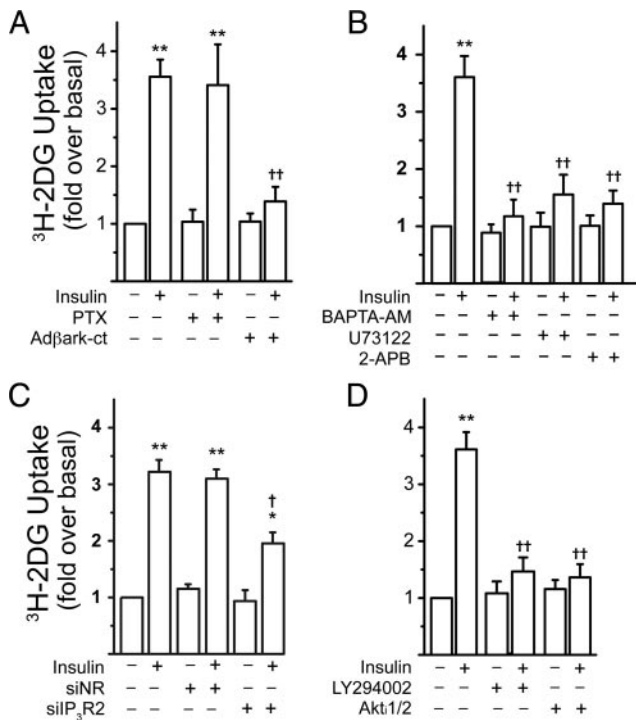 A
³H-2DG Uptake
(fold over basal)
4
3
2
1
** ** ††
Insulin − + − + − +
PTX − − + + − −
Adβark-ct − − − − + +
B
4
3
2
1
** †† †† ††
Insulin − + − + − + − +
BAPTA-AM − − + + − − − −
U73122 − − − − + + − −
2-APB − − − − − − + +
C
³H-2DG Uptake
(fold over basal)
4
3
2
1
** ** †
*
Insulin − + − + − +
siNR − − + + − −
siIP₃R2 − − − − + +
D
4
3
2
1
** †† ††
Insulin − + − + − +
LY294002 − − + + − −
Akti1/2 − − − − + +